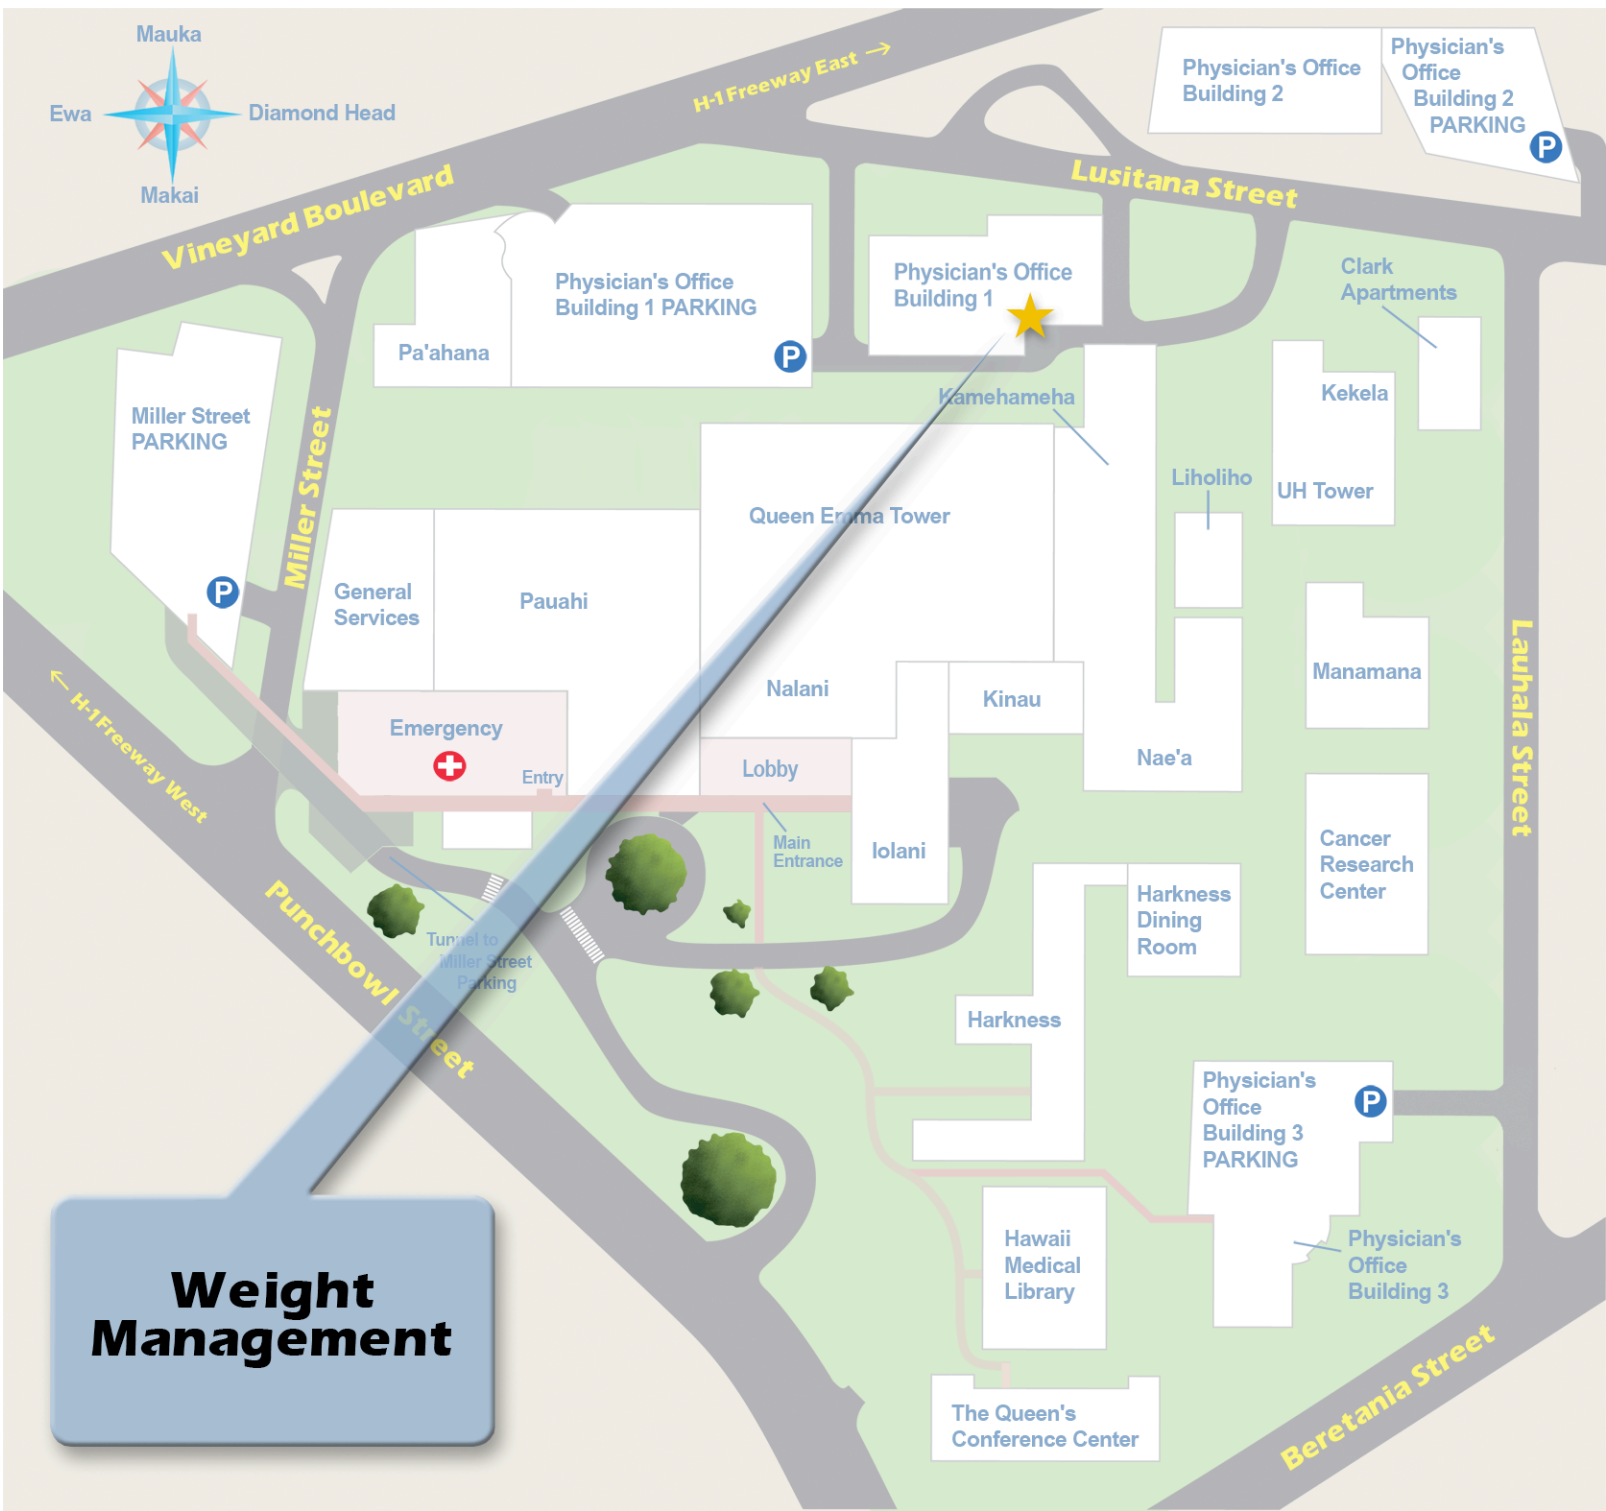 Mauka
Ewa
Diamond Head
Makai
H-1 Freeway East →
Vineyard Boulevard
Lusitana Street
Physician's Office
Building 2
Physician's
Office
Building 2
PARKING
P
Physician's Office
Building 1 PARKING
P
Pa'ahana
Physician's Office
Building 1
Clark
Apartments
Miller Street
PARKING
P
Miller Street
Kamehameha
Kekela
UH Tower
Liholiho
Queen Emma Tower
General
Services
Pauahi
Nalani
Kinau
Manamana
Lauhala Street
← H-1 Freeway West
Emergency
Entry
Lobby
Nae'a
Main
Entrance
Iolani
Cancer
Research
Center
Harkness
Dining
Room
Tunnel to
Miller Street
Parking
Punchbowl Street
Harkness
Physician's
Office
Building 3
PARKING
P
Hawaii
Medical
Library
Physician's
Office
Building 3
Weight
Management
The Queen's
Conference Center
Beretania Street